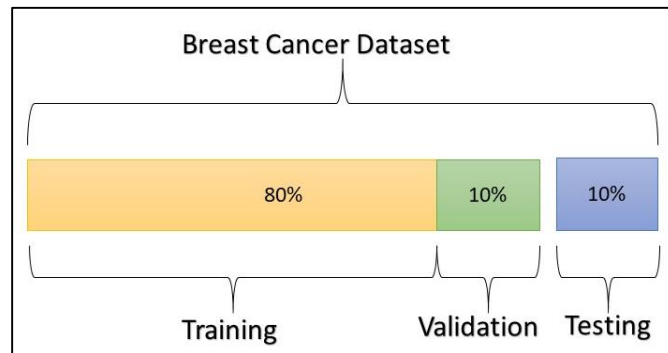 Breast Cancer Dataset
80%
10%
10%
Training
Validation
Testing